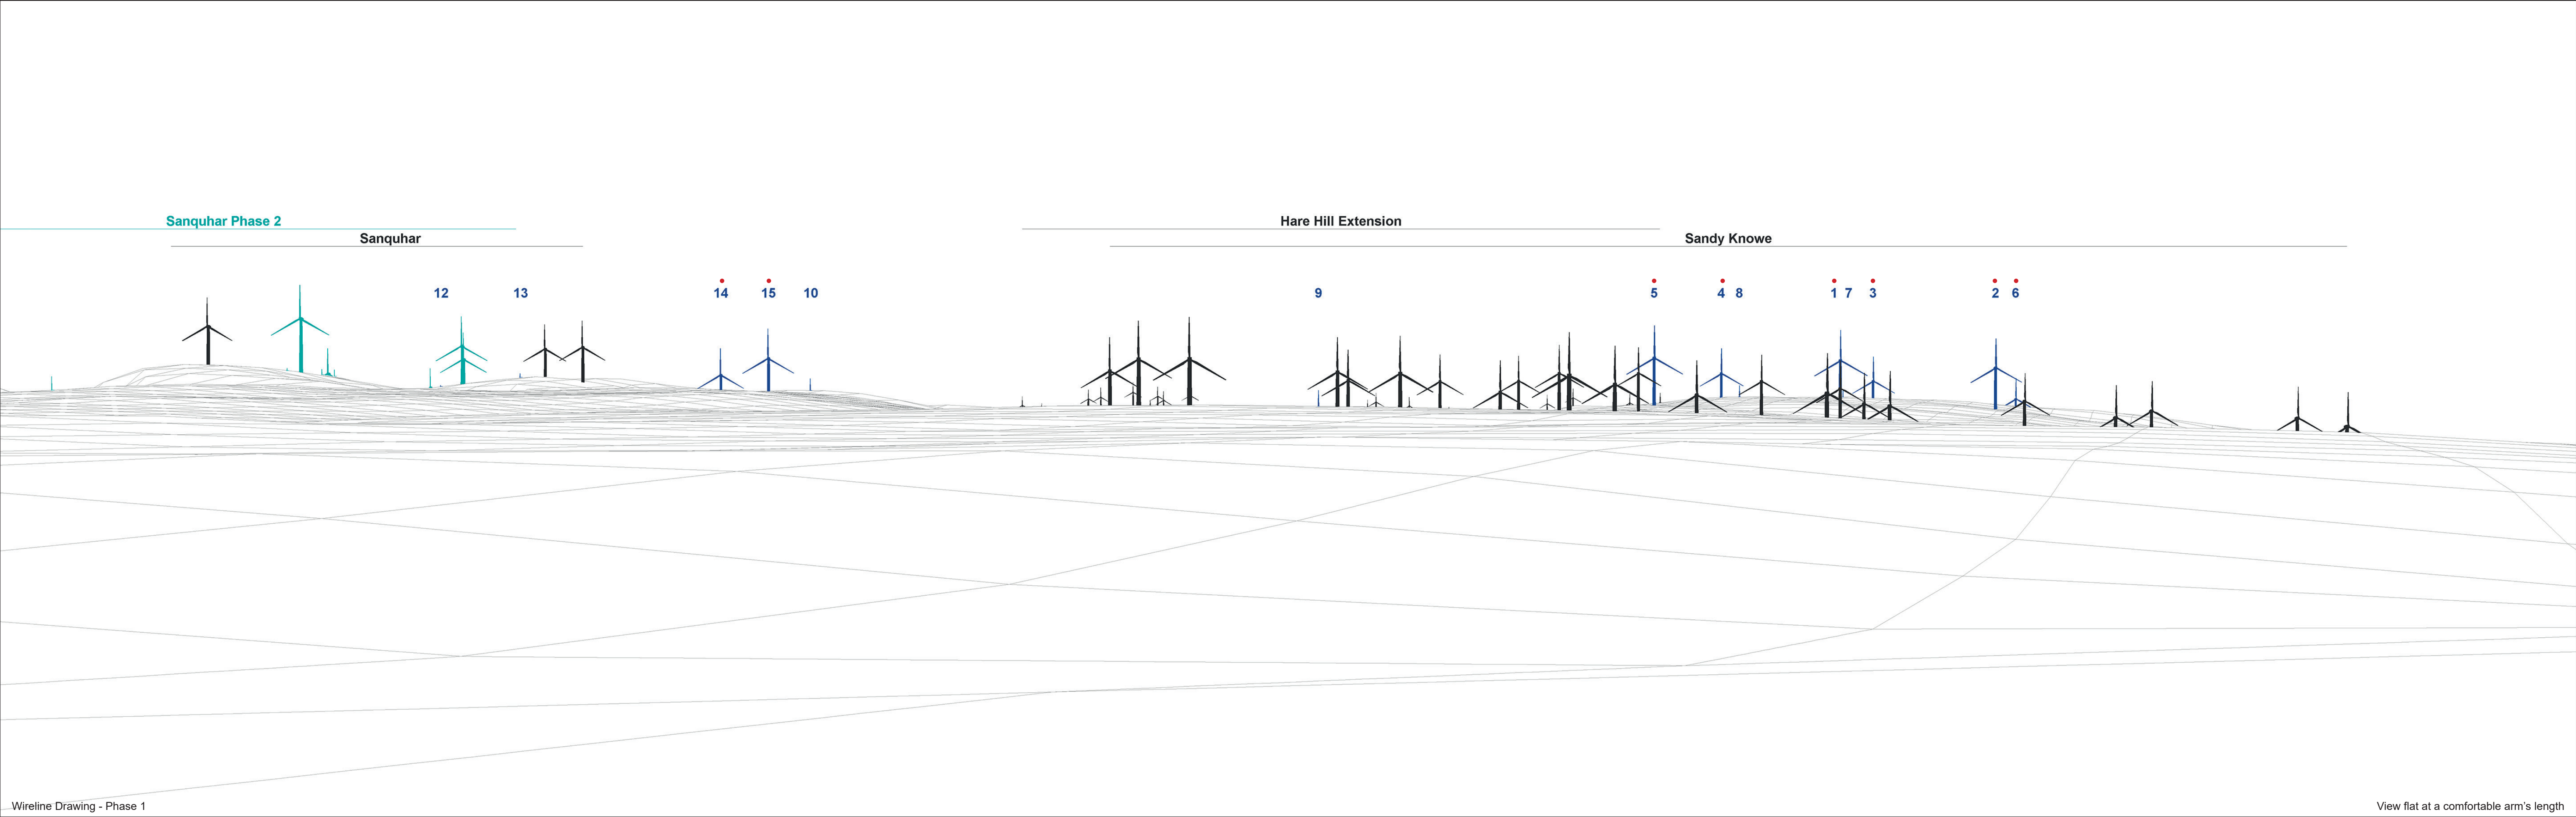 Sanquhar Phase 2
Hare Hill Extension
Sanquhar
Sandy Knowe
12 13 14 15 10 9 5 4 8 1 7 3 2 6
Wireline Drawing - Phase 1
View flat at a comfortable arm's length